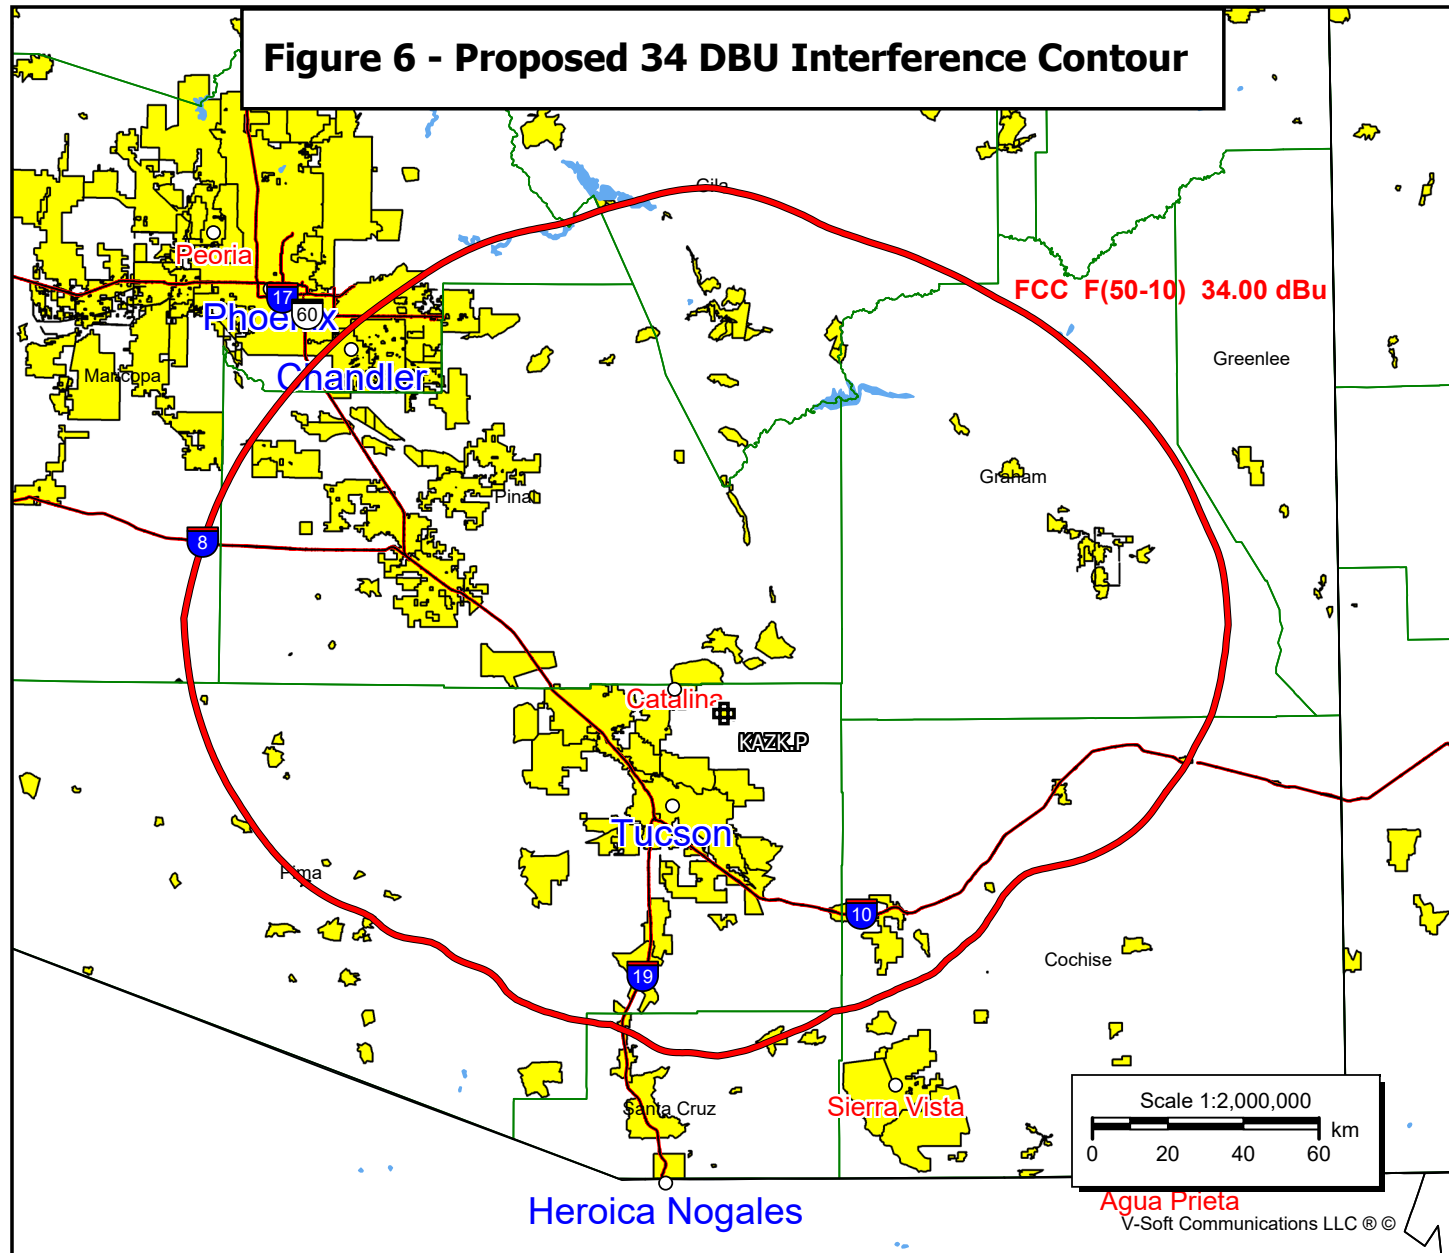 Figure 6 - Proposed 34 DBU Interference Contour
Gila
Peoria
FCC F(50-10) 34.00 dBu
17
60
Phoenix
Greenlee
Maricopa
Chandler
Graham
Pinal
8
Catalina
KAZK.P
Tucson
Pima
10
Cochise
19
Scale 1:2,000,000
km
0 20 40 60
Santa Cruz
Sierra Vista
Agua Prieta
Heroica Nogales
V-Soft Communications LLC ® ©